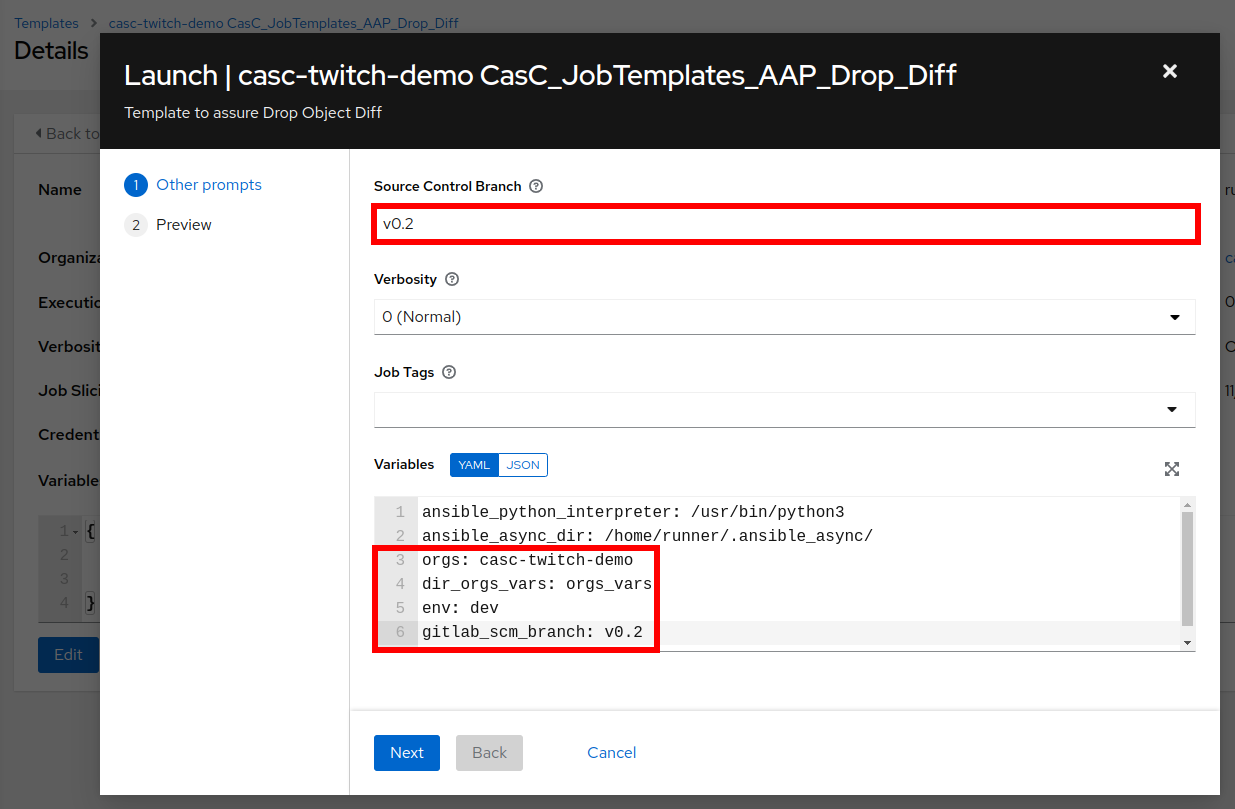 Templates > casc-twitch-demo CasC_JobTemplates_AAP_Drop_Diff
Details
Launch | casc-twitch-demo CasC_JobTemplates_AAP_Drop_Diff
Template to assure Drop Object Diff
Back to
Name
Organiza
Executio
Verbosit
Job Slici
Credent
Variable
1 {
2
3
4 }
Edit
1 Other prompts
2 Preview
Source Control Branch
v0.2
Verbosity
0 (Normal)
Job Tags
Variables YAML JSON
1 ansible_python_interpreter: /usr/bin/python3
2 ansible_async_dir: /home/runner/.ansible_async/
3 orgs: casc-twitch-demo
4 dir_orgs_vars: orgs_vars
5 env: dev
6 gitlab_scm_branch: v0.2
Next Back Cancel